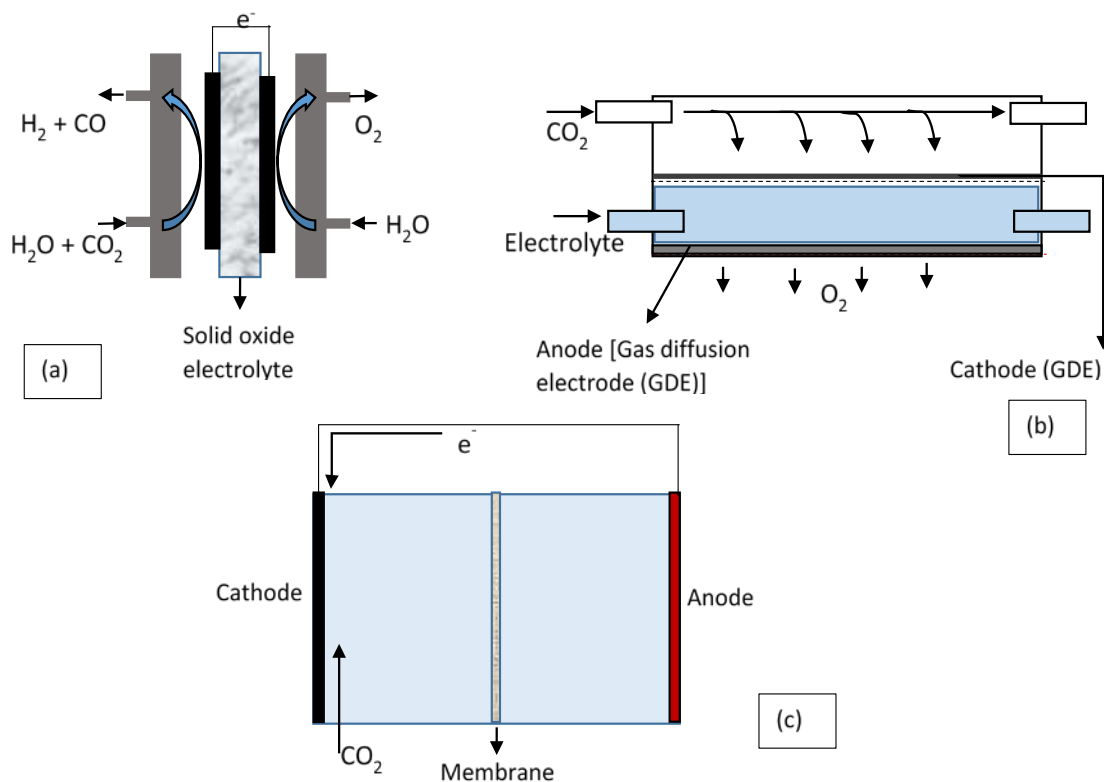 e⁻
H₂ + CO
O₂
H₂O + CO₂
H₂O
Solid oxide
electrolyte
(a)
CO₂
Electrolyte
O₂
Anode [Gas diffusion
electrode (GDE)]
Cathode (GDE)
(b)
e⁻
Cathode
Anode
CO₂
Membrane
(c)